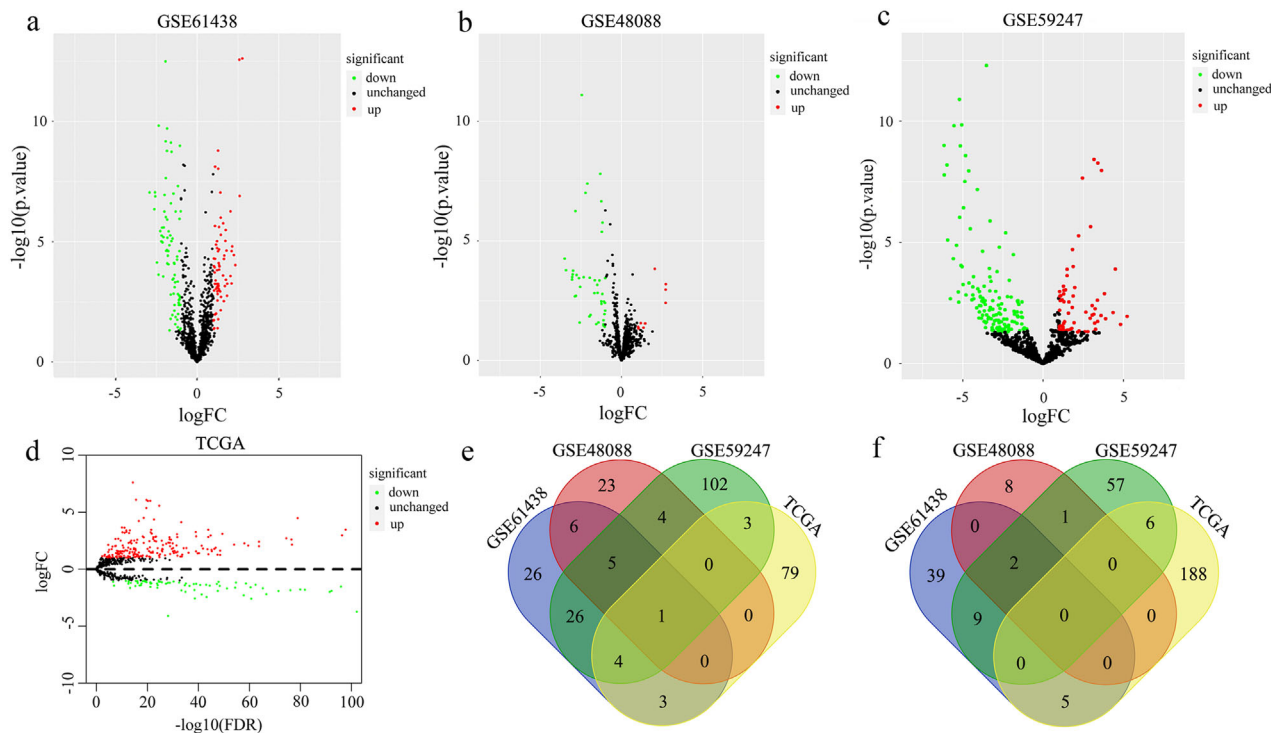 a
GSE61438
significant
down
unchanged
up
-log10(p.value)
10
5
0
-5
0
5
logFC
b
GSE48088
significant
down
unchanged
up
-log10(p.value)
10
5
0
-5
0
5
logFC
c
GSE59247
significant
down
unchanged
up
-log10(p.value)
10
5
0
-5
0
5
logFC
d
TCGA
significant
down
unchanged
up
logFC
10
5
0
-5
-10
0
20
40
60
80
100
-log10(FDR)
e
GSE48088
GSE59247
GSE61438
TCGA
23
102
6
4
3
26
5
0
79
26
1
0
4
0
3
f
GSE48088
GSE59247
GSE61438
TCGA
8
57
0
1
6
39
2
0
188
9
0
0
0
0
5